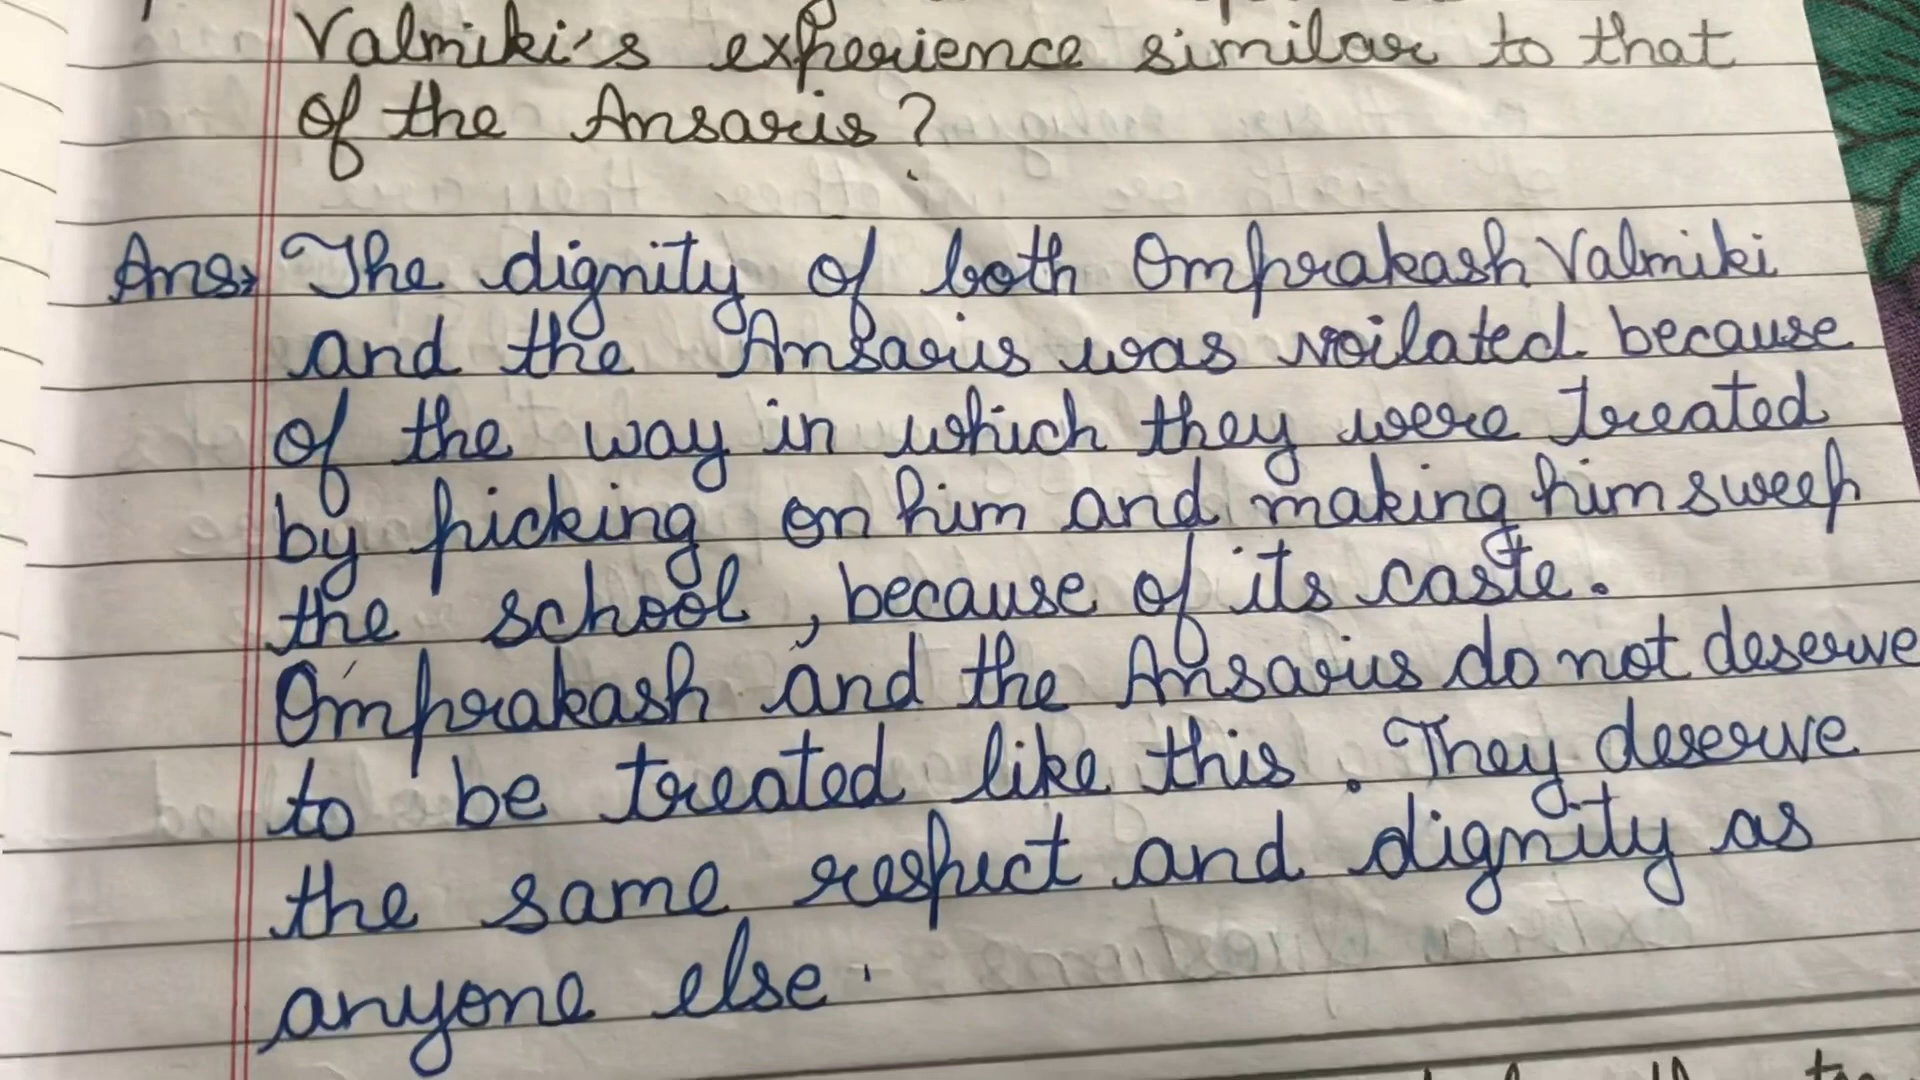 Valmiki's experience similar to that
of the Ansaris?
Ans: The dignity of both Omprakash Valmiki
and the Ansaris was voilated because
of the way in which they were treated
by picking on him and making him sweep
the school, because of its caste.
Omprakash and the Ansaris do not deserve
to be treated like this. They deserve
the same respect and dignity as
anyone else.